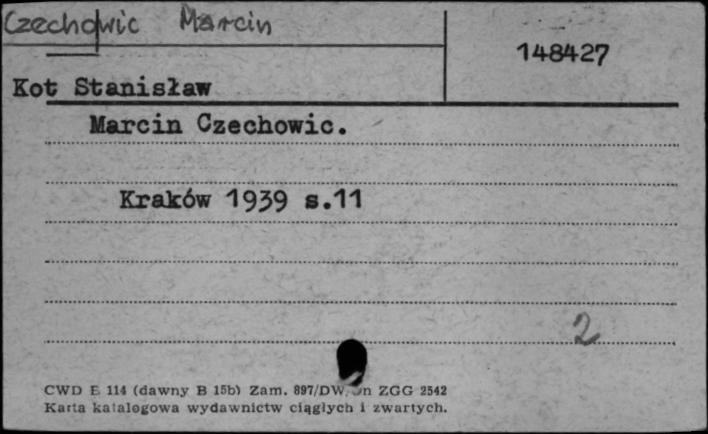 Czechowic Marcin
148427
Kot Stanisław
Marcin Czechowic.
Kraków 1939 s.11
2
CWD E 114 (dawny B 15b) Zam. 897/DW/ ZGG 2542
Karta katalogowa wydawnictw ciągłych i zwartych.